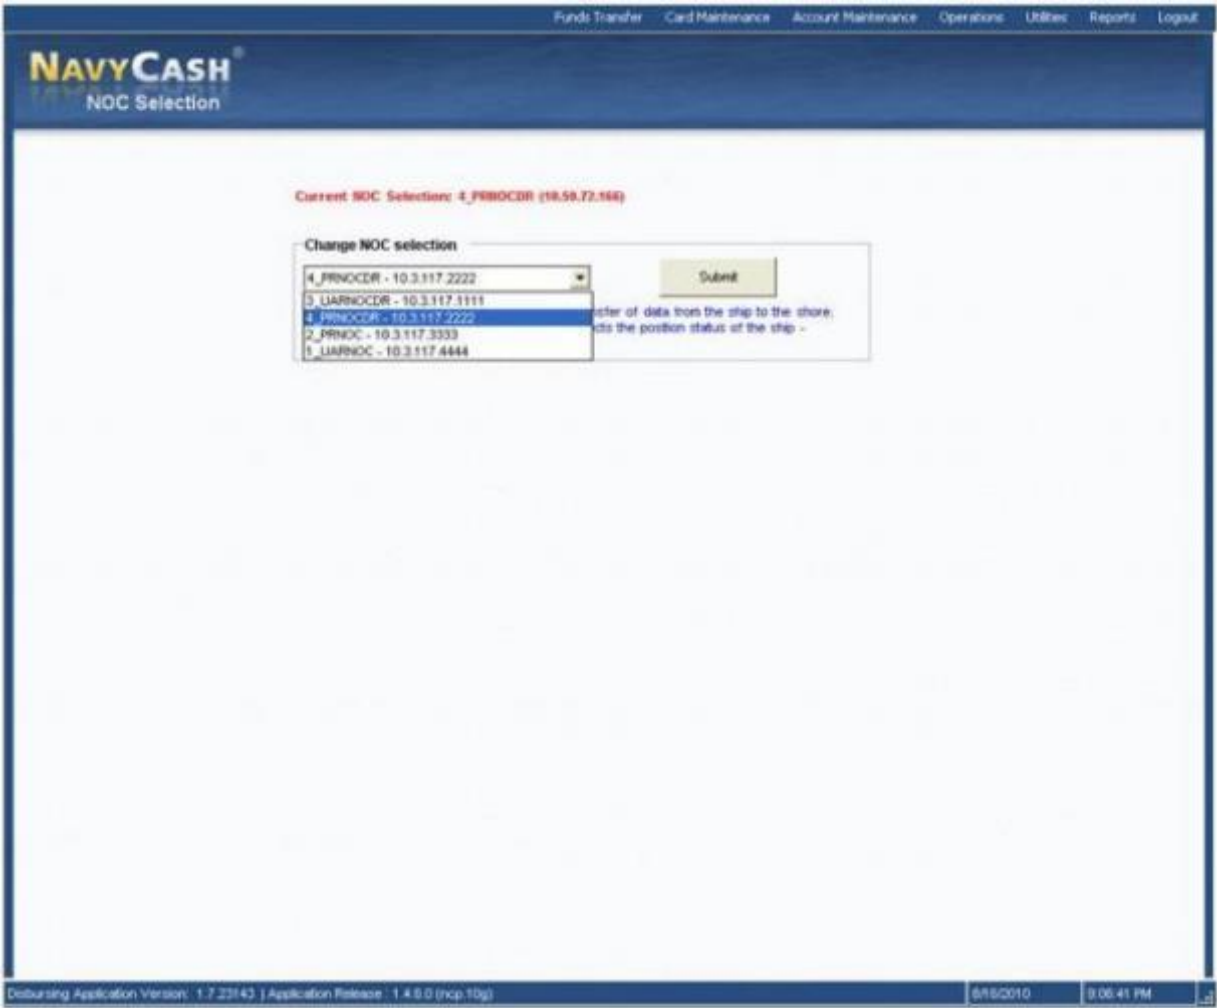 Funds Transfer Card Maintenance Account Maintenance Operations Utilities Reports Logout
NAVYCASH®
NOC Selection
Current NOC Selection: 4_PRNOCDR (10.50.72.166)
Change NOC selection
4_PRNOCDR - 10.3.117.2222
Submit
3_UARNOCDR - 10.3.117.1111
4_PRNOCDR - 10.3.117.2222
2_PRNOC - 10.3.117.3333
1_UARNOC - 10.3.117.4444
of data from the ship to the shore.
the position status of the ship -
Disbursing Application Version: 1.7.23143 | Application Release : 1.4.6.0 (ncp.10g)
6/16/2010
9:06:41 PM